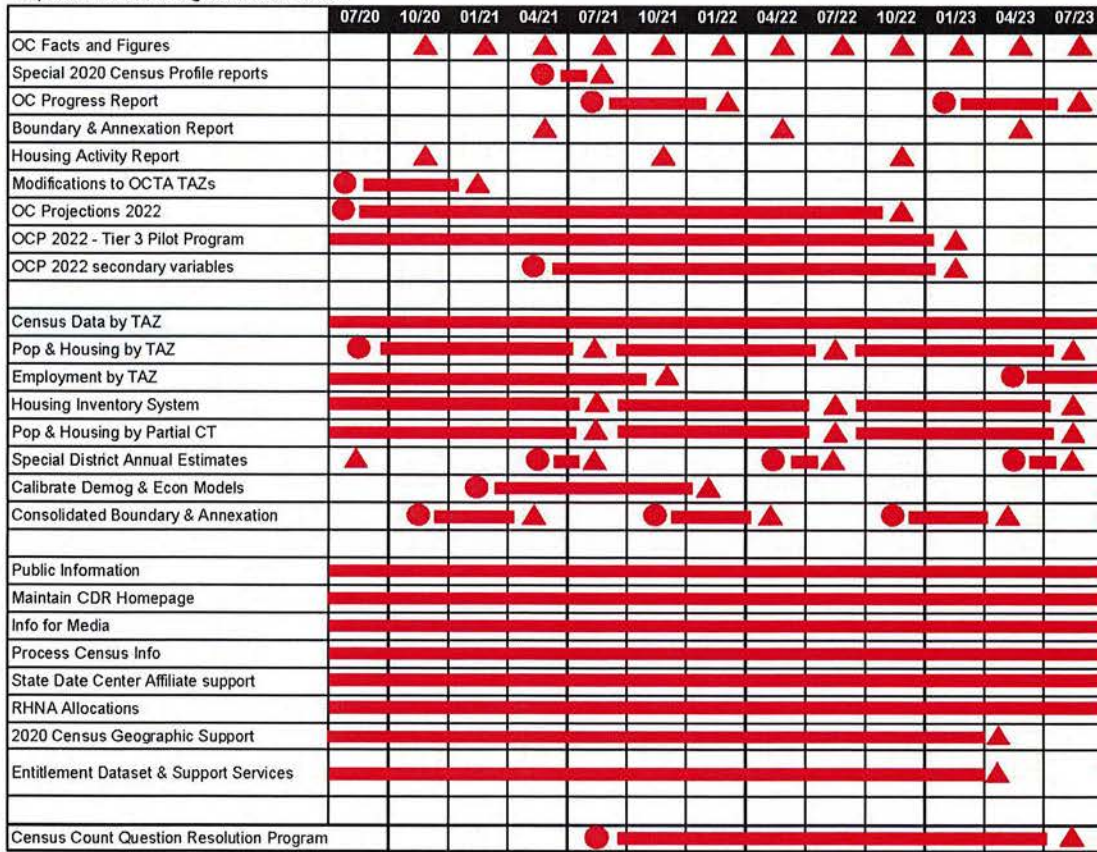 07/20 10/20 01/21 04/21 07/21 10/21 01/22 04/22 07/22 10/22 01/23 04/23 07/23
OC Facts and Figures
Special 2020 Census Profile reports
OC Progress Report
Boundary & Annexation Report
Housing Activity Report
Modifications to OCTA TAZs
OC Projections 2022
OCP 2022 - Tier 3 Pilot Program
OCP 2022 secondary variables
Census Data by TAZ
Pop & Housing by TAZ
Employment by TAZ
Housing Inventory System
Pop & Housing by Partial CT
Special District Annual Estimates
Calibrate Demog & Econ Models
Consolidated Boundary & Annexation
Public Information
Maintain CDR Homepage
Info for Media
Process Census Info
State Date Center Affiliate support
RHNA Allocations
2020 Census Geographic Support
Entitlement Dataset & Support Services
Census Count Question Resolution Program